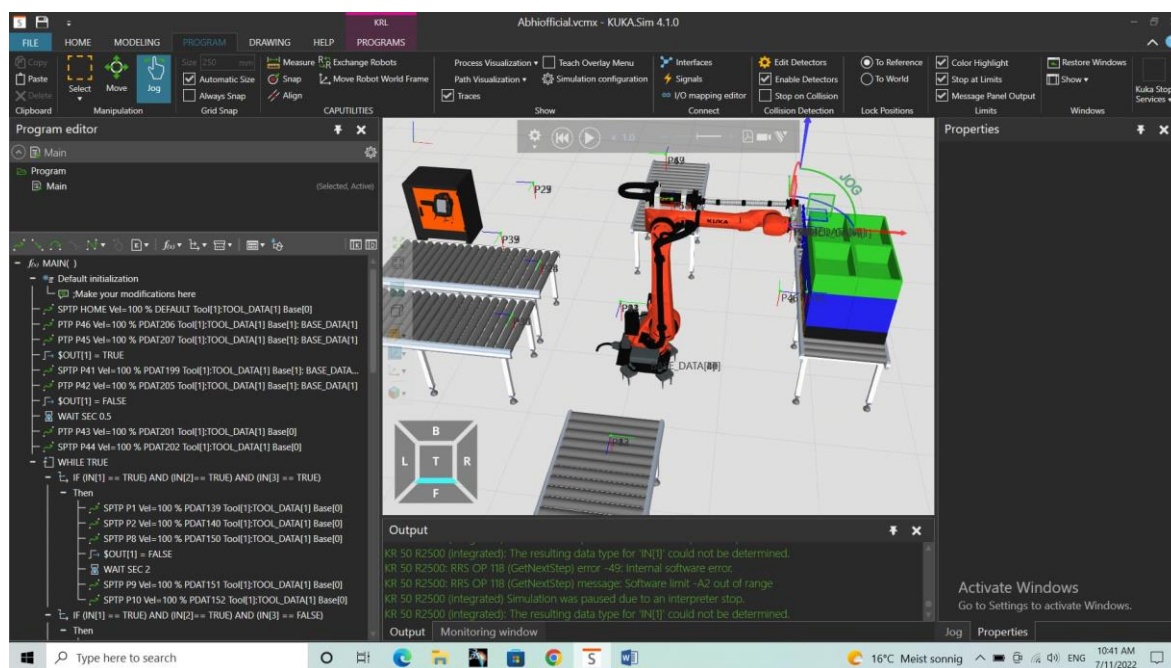 KRL
Abhiofficial.vcmx - KUKA.Sim 4.1.0
FILE HOME MODELING PROGRAM DRAWING HELP PROGRAMS
Copy
Paste
Delete
Clipboard
Select
Move
Jog
Manipulation
Size 250 mm
Automatic Size
Always Snap
Grid Snap
Measure
Snap
Align
Exchange Robots
Move Robot World Frame
CAPUTILITIES
Process Visualization
Path Visualization
Traces
Teach Overlay Menu
Simulation configuration
Show
Interfaces
Signals
I/O mapping editor
Connect
Edit Detectors
Enable Detectors
Stop on Collision
Collision Detection
To Reference
To World
Lock Positions
Color Highlight
Stop at Limits
Message Panel Output
Limits
Restore Windows
Show
Windows
Kuka Stop
Services
Program editor
Main
Program
Main (Selected, Active)
MAIN( )
Default initialization
;Make your modifications here
SPTP HOME Vel=100 % DEFAULT Tool[1]:TOOL_DATA[1] Base[0]
PTP P46 Vel=100 % PDAT206 Tool[1]:TOOL_DATA[1] Base[1]: BASE_DATA[1]
PTP P45 Vel=100 % PDAT207 Tool[1]:TOOL_DATA[1] Base[1]: BASE_DATA[1]
$OUT[1] = TRUE
SPTP P41 Vel=100 % PDAT199 Tool[1]:TOOL_DATA[1] Base[1]: BASE_DATA...
PTP P42 Vel=100 % PDAT205 Tool[1]:TOOL_DATA[1] Base[1]: BASE_DATA[1]
$OUT[1] = FALSE
WAIT SEC 0.5
PTP P43 Vel=100 % PDAT201 Tool[1]:TOOL_DATA[1] Base[0]
SPTP P44 Vel=100 % PDAT202 Tool[1]:TOOL_DATA[1] Base[0]
WHILE TRUE
IF (IN[1] == TRUE) AND (IN[2]== TRUE) AND (IN[3] == TRUE)
Then
SPTP P1 Vel=100 % PDAT139 Tool[1]:TOOL_DATA[1] Base[0]
SPTP P2 Vel=100 % PDAT140 Tool[1]:TOOL_DATA[1] Base[0]
SPTP P8 Vel=100 % PDAT150 Tool[1]:TOOL_DATA[1] Base[0]
$OUT[1] = FALSE
WAIT SEC 2
SPTP P9 Vel=100 % PDAT151 Tool[1]:TOOL_DATA[1] Base[0]
SPTP P10 Vel=100 % PDAT152 Tool[1]:TOOL_DATA[1] Base[0]
IF (IN[1] == TRUE) AND (IN[2]== TRUE) AND (IN[3] == FALSE)
Then
x 1.0
JOG
KUKA
B
L T R
F
Output
KR 50 R2500 (integrated): The resulting data type for 'IN[1]' could not be determined.
KR 50 R2500: RRS OP 118 (GetNextStep) error -49: Internal software error.
KR 50 R2500: RRS OP 118 (GetNextStep) message: Software limit -A2 out of range
KR 50 R2500 (integrated) Simulation was paused due to an interpreter stop.
KR 50 R2500 (integrated): The resulting data type for 'IN[1]' could not be determined.
Output Monitoring window
Properties
Activate Windows
Go to Settings to activate Windows.
Jog Properties
Type here to search
16°C Meist sonnig
ENG
10:41 AM
7/11/2022